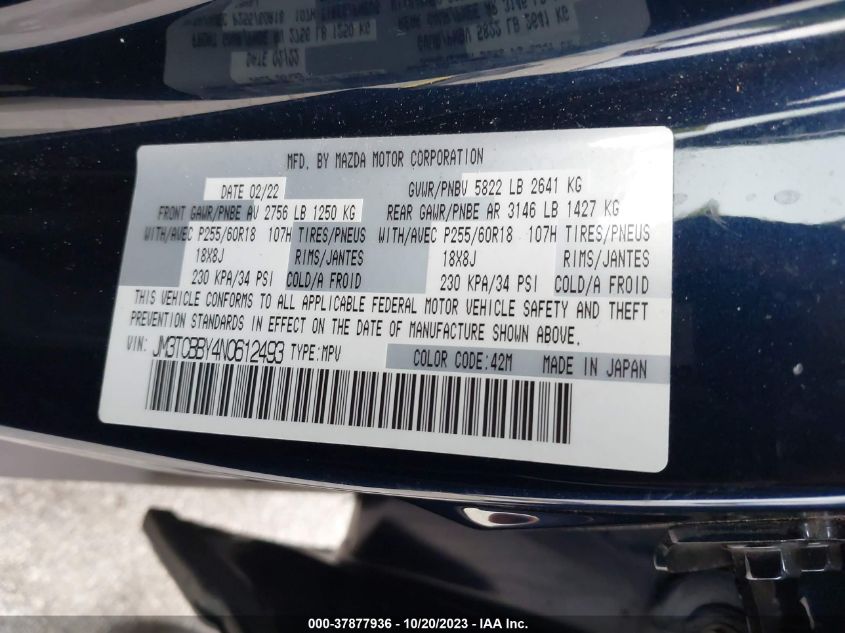 MFD. BY MAZDA MOTOR CORPORATION
DATE 02/22 GVWR/PNBV 5822 LB 2641 KG
FRONT GAWR/PNBE AV 2756 LB 1250 KG REAR GAWR/PNBE AR 3146 LB 1427 KG
WITH/AVEC P255/60R18 107H TIRES/PNEUS WITH/AVEC P255/60R18 107H TIRES/PNEUS
18X8J RIMS/JANTES 18X8J RIMS/JANTES
230 KPA/34 PSI COLD/A FROID 230 KPA/34 PSI COLD/A FROID
THIS VEHICLE CONFORMS TO ALL APPLICABLE FEDERAL MOTOR VEHICLE SAFETY AND THEFT
PREVENTION STANDARDS IN EFFECT ON THE DATE OF MANUFACTURE SHOWN ABOVE.
VIN: JM3TCBBY4N0612493 TYPE:MPV COLOR CODE:42M MADE IN JAPAN
000-37877936 - 10/20/2023 - IAA Inc.